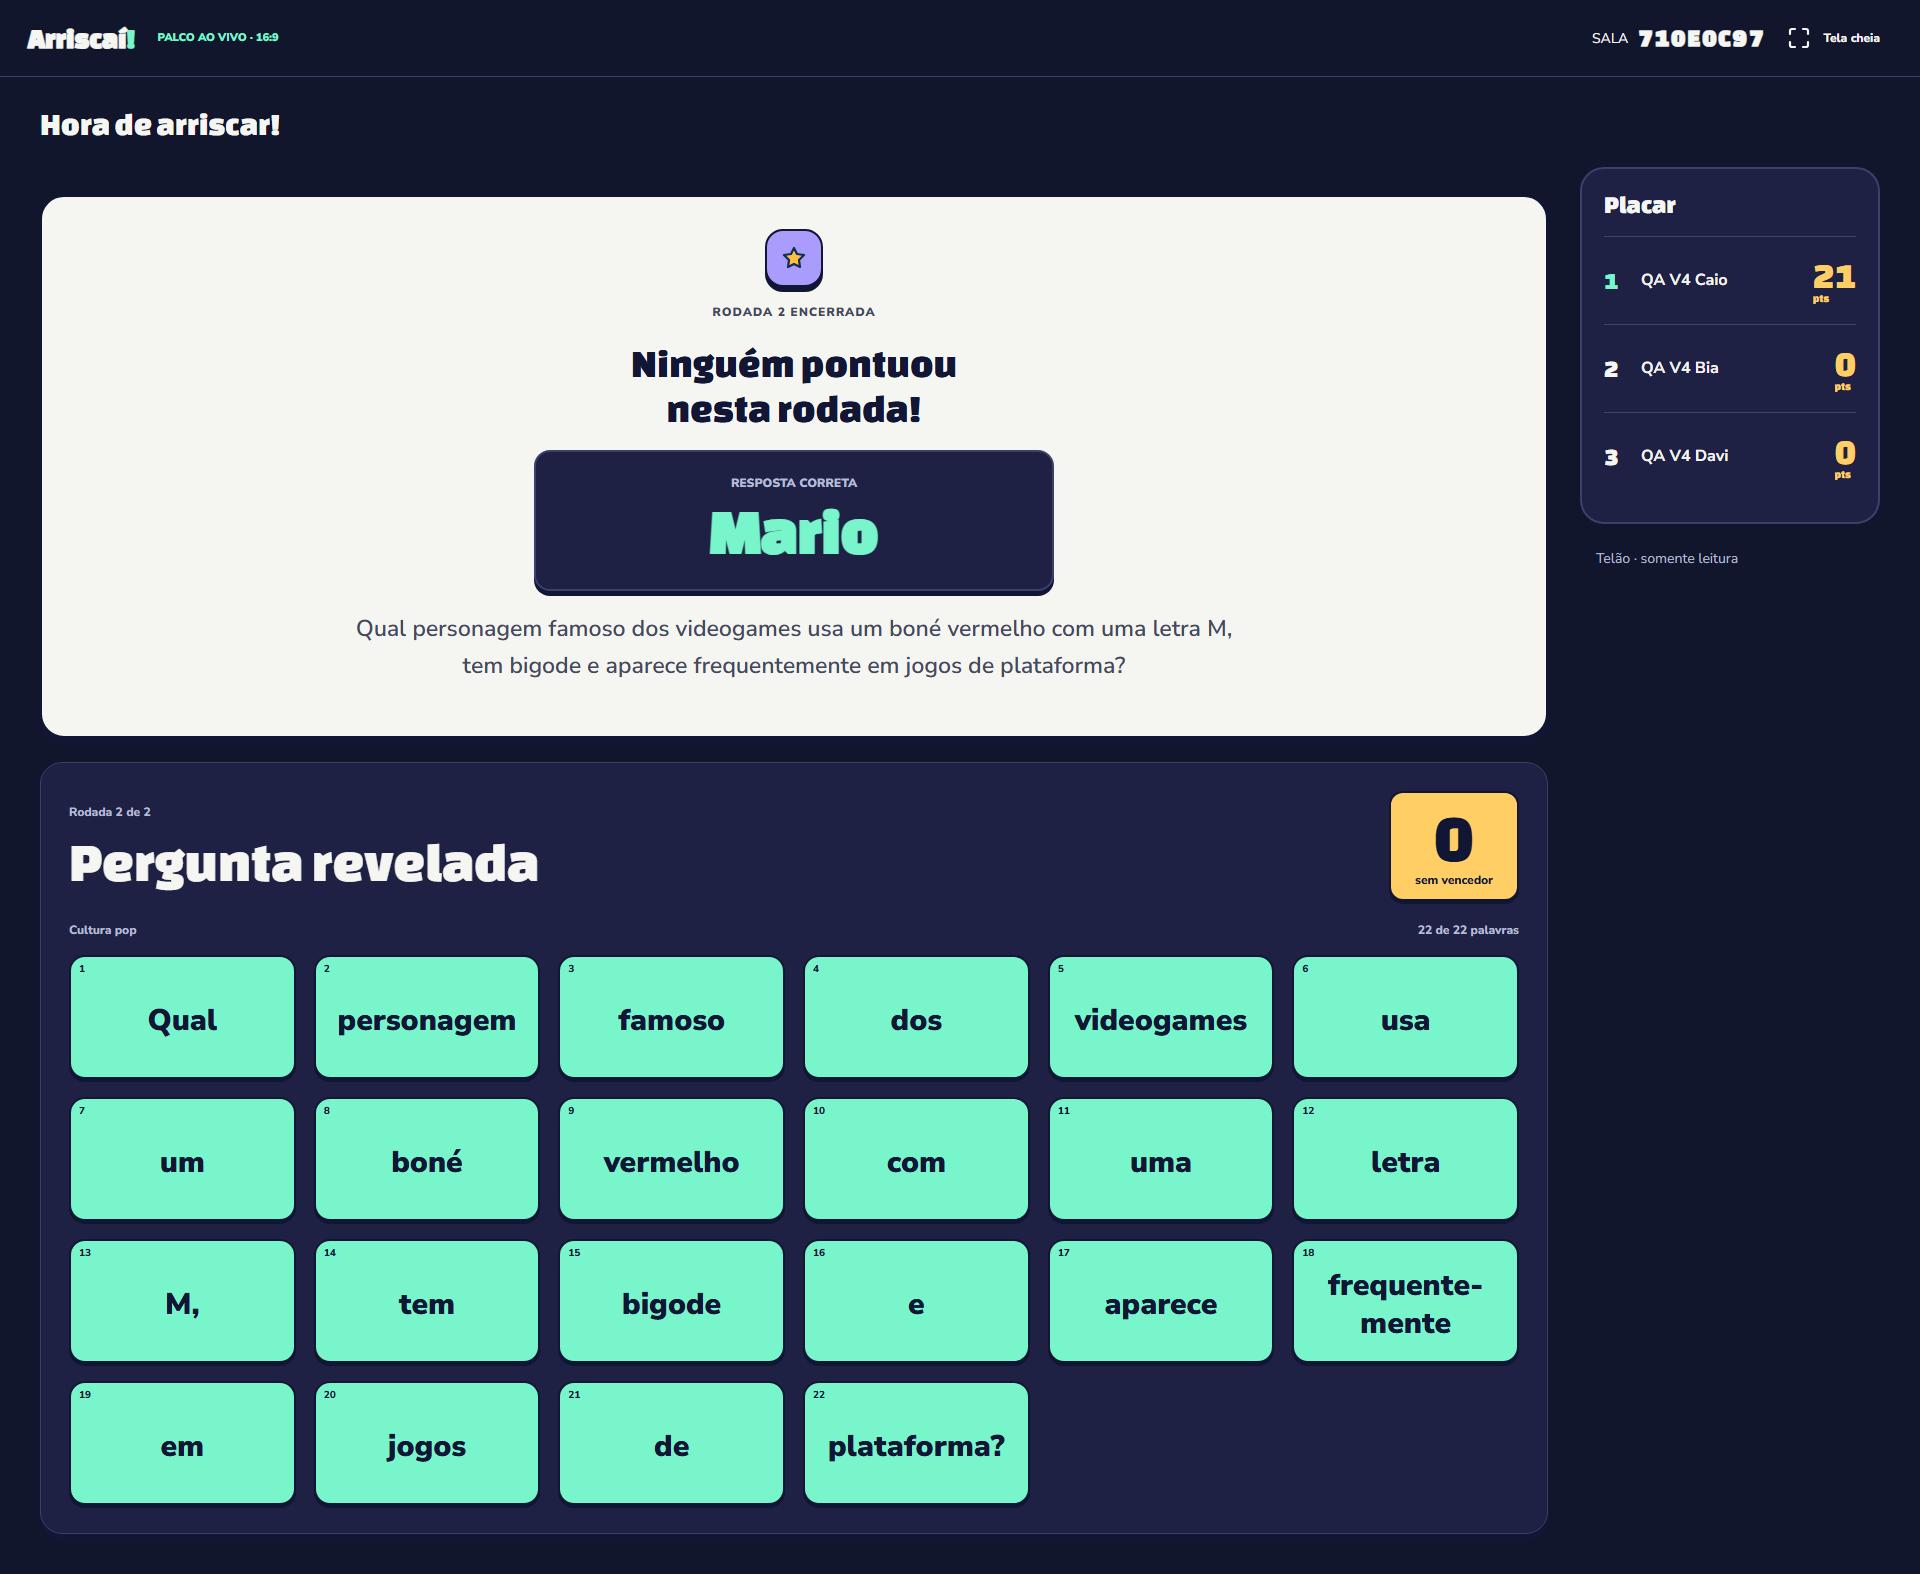 Arriscaí!
PALCO AO VIVO · 16:9
SALA 710E0C97
Tela cheia
Hora de arriscar!
RODADA 2 ENCERRADA
Ninguém pontuou
nesta rodada!
RESPOSTA CORRETA
Mario
Qual personagem famoso dos videogames usa um boné vermelho com uma letra M,
tem bigode e aparece frequentemente em jogos de plataforma?
Placar
1 QA V4 Caio 21 pts
2 QA V4 Bia 0 pts
3 QA V4 Davi 0 pts
Telão · somente leitura
Rodada 2 de 2
Pergunta revelada
0
sem vencedor
Cultura pop
22 de 22 palavras
1 Qual
2 personagem
3 famoso
4 dos
5 videogames
6 usa
7 um
8 boné
9 vermelho
10 com
11 uma
12 letra
13 M,
14 tem
15 bigode
16 e
17 aparece
18 frequente-
mente
19 em
20 jogos
21 de
22 plataforma?